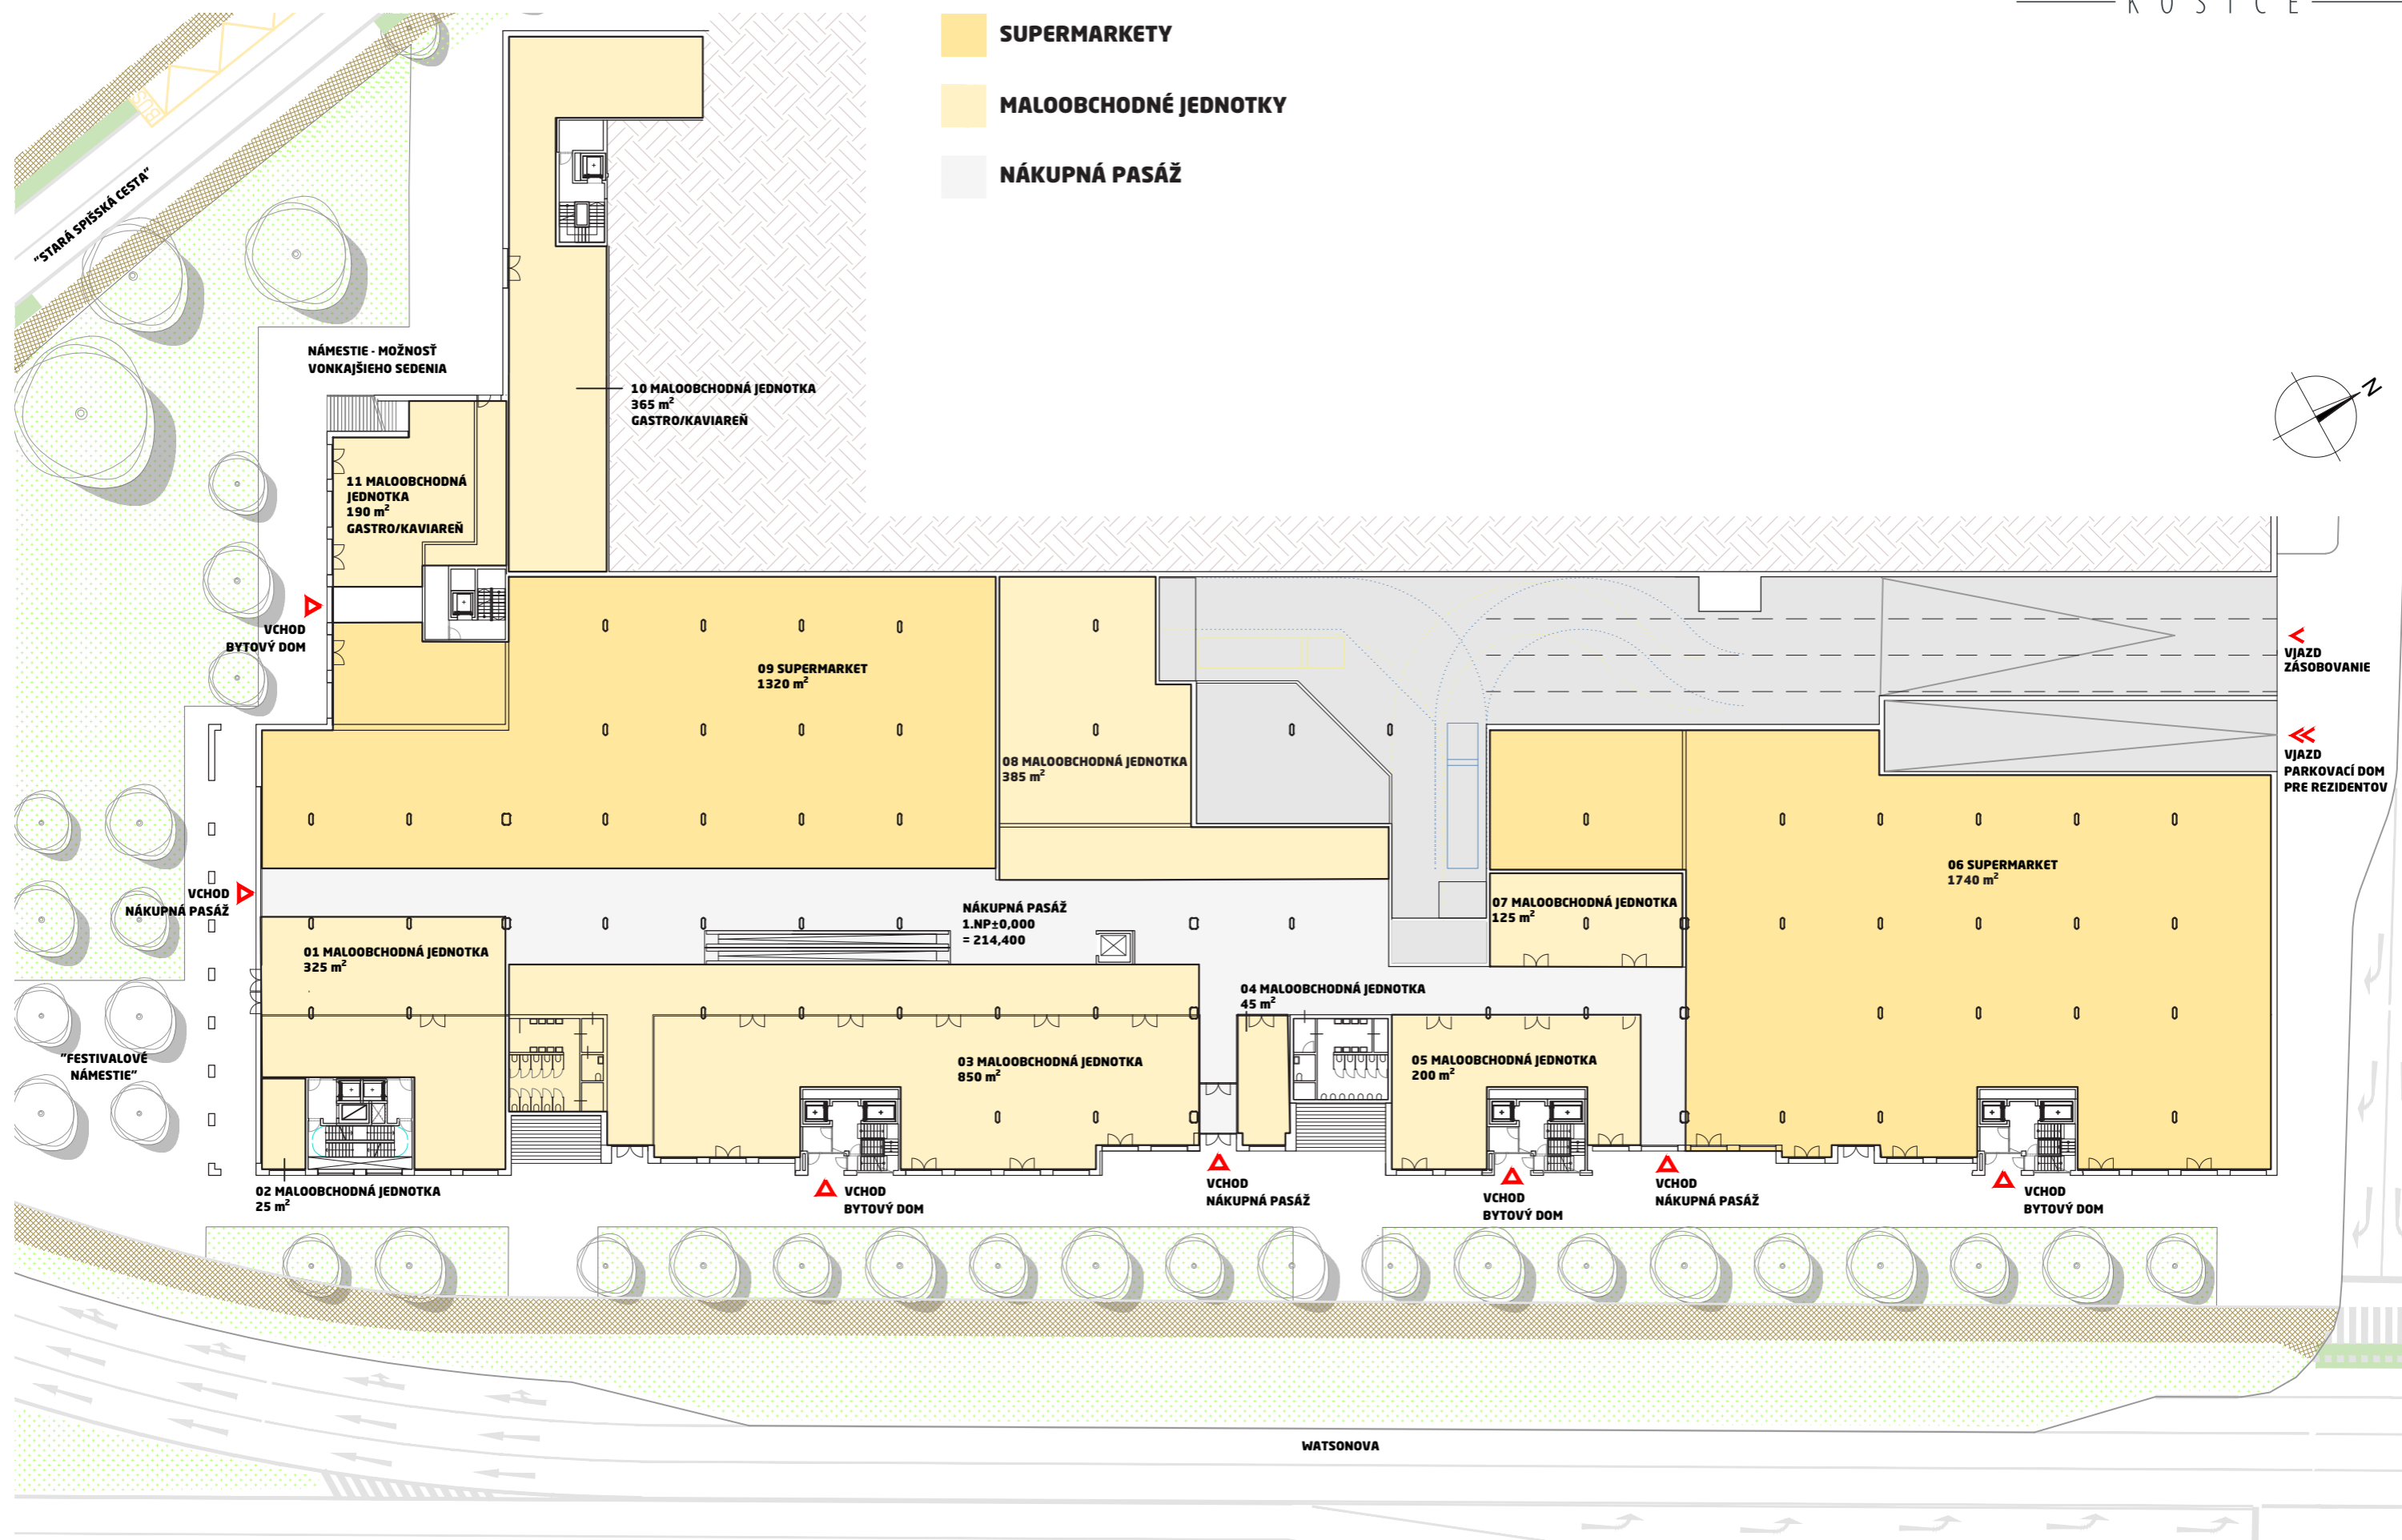 KOŠICE
SUPERMARKETY
MALOOBCHODNÉ JEDNOTKY
NÁKUPNÁ PASÁŽ
"STARÁ SPIŠSKÁ CESTA"
NÁMESTIE - MOŽNOSŤ
VONKAJŠIEHO SEDENIA
10 MALOOBCHODNÁ JEDNOTKA
365 m²
GASTRO/KAVIAREŇ
N
11 MALOOBCHODNÁ
JEDNOTKA
190 m²
GASTRO/KAVIAREŇ
VCHOD
BYTOVÝ DOM
09 SUPERMARKET
1320 m²
08 MALOOBCHODNÁ JEDNOTKA
385 m²
VJAZD
ZÁSOBOVANIE
VJAZD
PARKOVACÍ DOM
PRE REZIDENTOV
06 SUPERMARKET
1740 m²
VCHOD
NÁKUPNÁ PASÁŽ
NÁKUPNÁ PASÁŽ
1.NP±0,000
= 214,400
07 MALOOBCHODNÁ JEDNOTKA
125 m²
01 MALOOBCHODNÁ JEDNOTKA
325 m²
04 MALOOBCHODNÁ JEDNOTKA
45 m²
"FESTIVALOVÉ
NÁMESTIE"
03 MALOOBCHODNÁ JEDNOTKA
850 m²
05 MALOOBCHODNÁ JEDNOTKA
200 m²
02 MALOOBCHODNÁ JEDNOTKA
25 m²
VCHOD
BYTOVÝ DOM
VCHOD
NÁKUPNÁ PASÁŽ
VCHOD
BYTOVÝ DOM
VCHOD
NÁKUPNÁ PASÁŽ
VCHOD
BYTOVÝ DOM
WATSONOVA